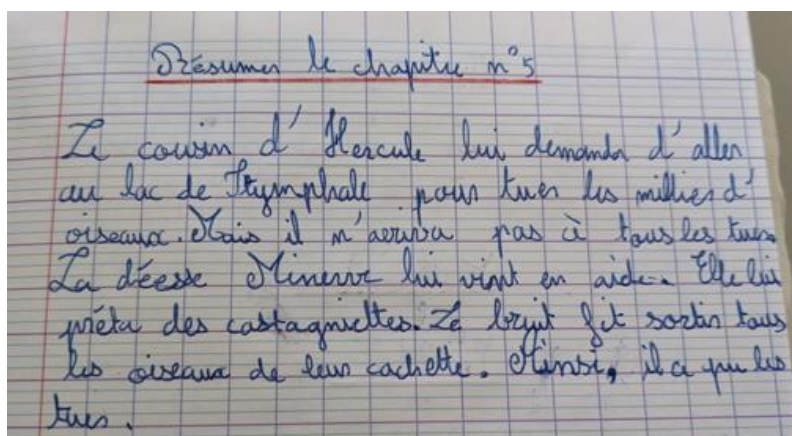 Résumer le chapitre n°5
Le cousin d' Hercule lui demanda d' aller
au lac de Stymphale pour tuer les milliers d'
oiseaux. Mais il n'arriva pas à tous les tuer.
La déesse Minerve lui vint en aide. Elle lui
prêta des castagniettes. Le bruit fit sortir tous
les oiseaux de leur cachette. Ainsi, il a pu les
tuer.